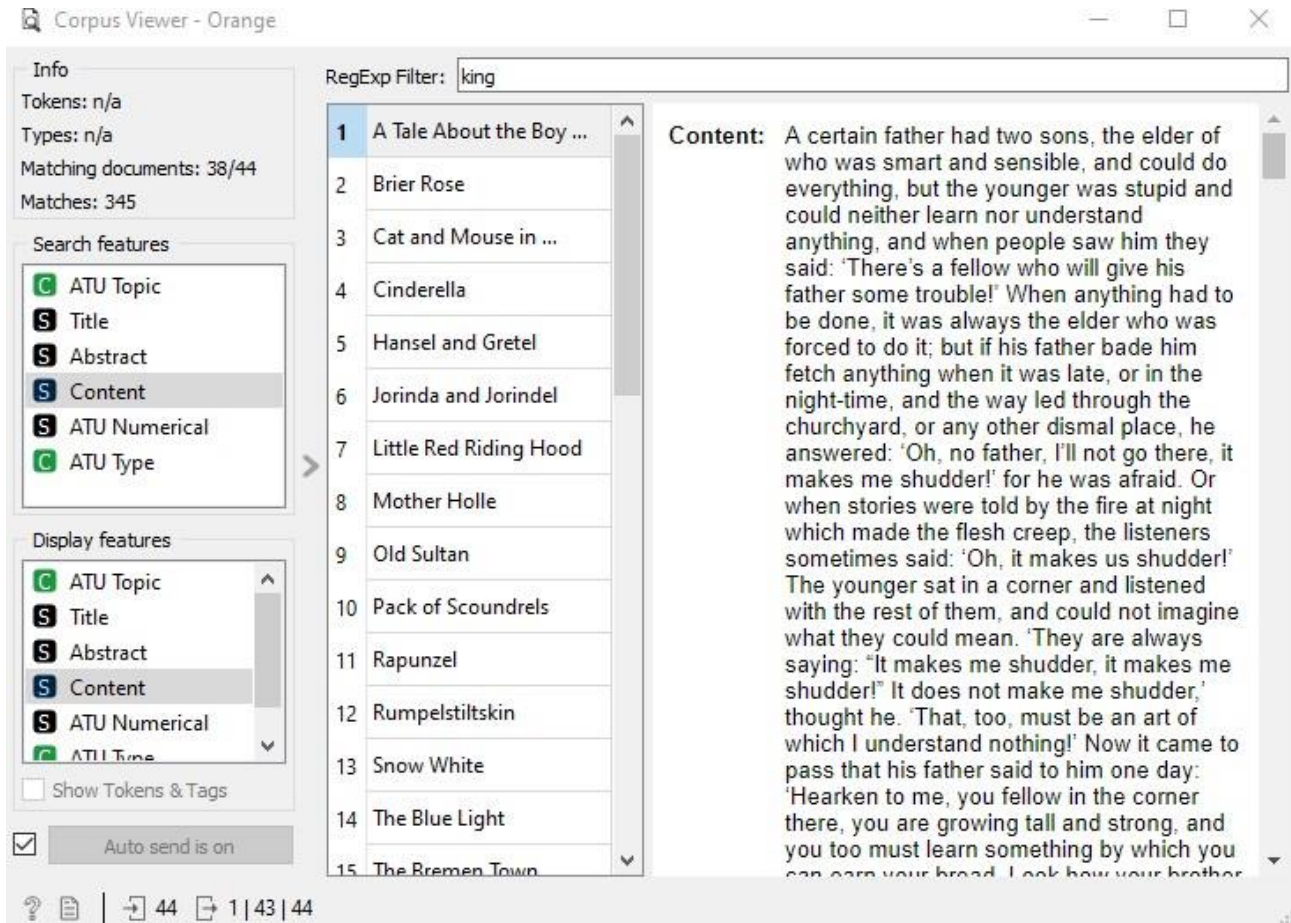 Corpus Viewer - Orange
Info
Tokens: n/a
Types: n/a
Matching documents: 38/44
Matches: 345
Search features
C ATU Topic
S Title
S Abstract
S Content
S ATU Numerical
C ATU Type
Display features
C ATU Topic
S Title
S Abstract
S Content
S ATU Numerical
C ATU Type
Show Tokens & Tags
Auto send is on
44 1 | 43 | 44
RegExp Filter: king
1 A Tale About the Boy ...
2 Brier Rose
3 Cat and Mouse in ...
4 Cinderella
5 Hansel and Gretel
6 Jorinda and Jorindel
7 Little Red Riding Hood
8 Mother Holle
9 Old Sultan
10 Pack of Scoundrels
11 Rapunzel
12 Rumpelstiltskin
13 Snow White
14 The Blue Light
15 The Bremen Town
Content: A certain father had two sons, the elder of
who was smart and sensible, and could do
everything, but the younger was stupid and
could neither learn nor understand
anything, and when people saw him they
said: ‘There’s a fellow who will give his
father some trouble!’ When anything had to
be done, it was always the elder who was
forced to do it; but if his father bade him
fetch anything when it was late, or in the
night-time, and the way led through the
churchyard, or any other dismal place, he
answered: ‘Oh, no father, I’ll not go there, it
makes me shudder!’ for he was afraid. Or
when stories were told by the fire at night
which made the flesh creep, the listeners
sometimes said: ‘Oh, it makes us shudder!’
The younger sat in a corner and listened
with the rest of them, and could not imagine
what they could mean. ‘They are always
saying: “It makes me shudder, it makes me
shudder!” It does not make me shudder,’
thought he. ‘That, too, must be an art of
which I understand nothing!’ Now it came to
pass that his father said to him one day:
‘Hearken to me, you fellow in the corner
there, you are growing tall and strong, and
you too must learn something by which you
can earn your bread. Look how your brother